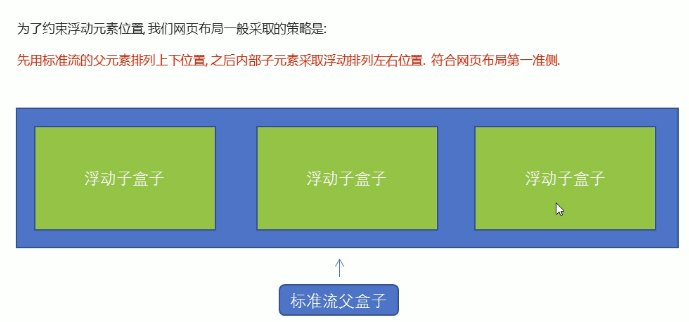 为了约束浮动元素位置, 我们网页布局一般采取的策略是:
先用标准流的父元素排列上下位置, 之后内部子元素采取浮动排列左右位置. 符合网页布局第一准侧.
浮动子盒子 浮动子盒子 浮动子盒子
标准流父盒子